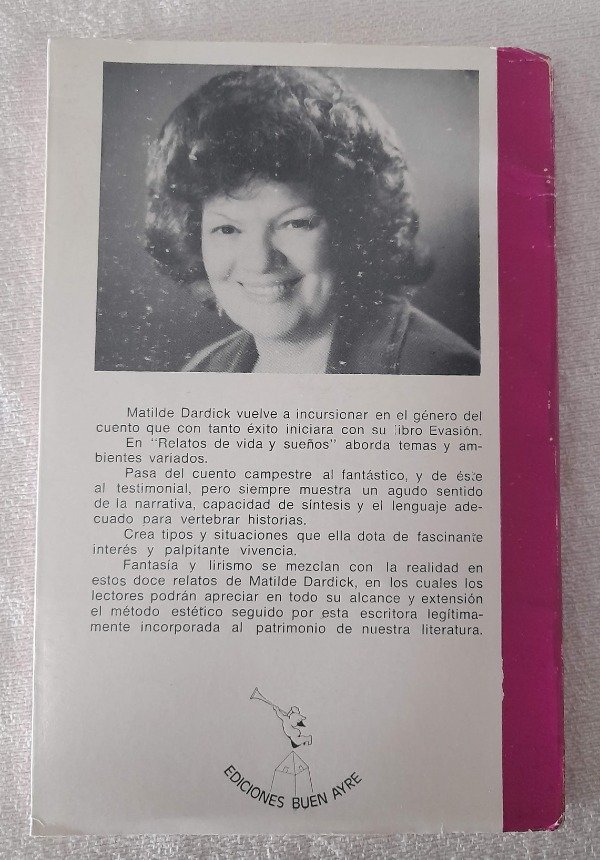 Matilde Dardick vuelve a incursionar en el género del
cuento que con tanto éxito iniciara con su libro Evasión.
En "Relatos de vida y sueños" aborda temas y am-
bientes variados.
Pasa del cuento campestre al fantástico, y de éste
al testimonial, pero siempre muestra un agudo sentido
de la narrativa, capacidad de síntesis y el lenguaje ade-
cuado para vertebrar historias.
Crea tipos y situaciones que ella dota de fascinante
interés y palpitante vivencia.
Fantasía y lirismo se mezclan con la realidad en
estos doce relatos de Matilde Dardick, en los cuales los
lectores podrán apreciar en todo su alcance y extensión
el método estético seguido por esta escritora legítima-
mente incorporada al patrimonio de nuestra literatura.
EDICIONES BUEN AYRE